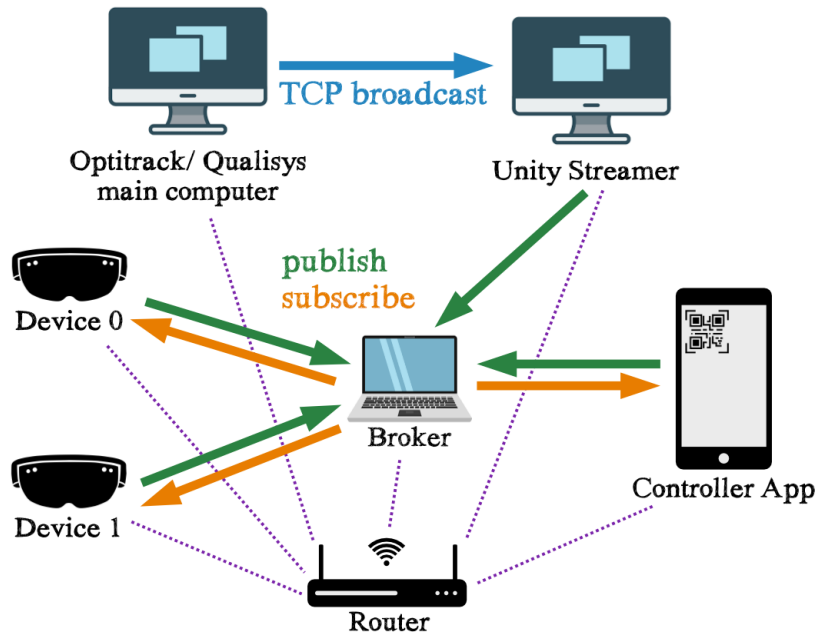 TCP broadcast
Optitrack/ Qualisys
main computer
Unity Streamer
publish
subscribe
Device 0
Broker
Controller App
Device 1
Router